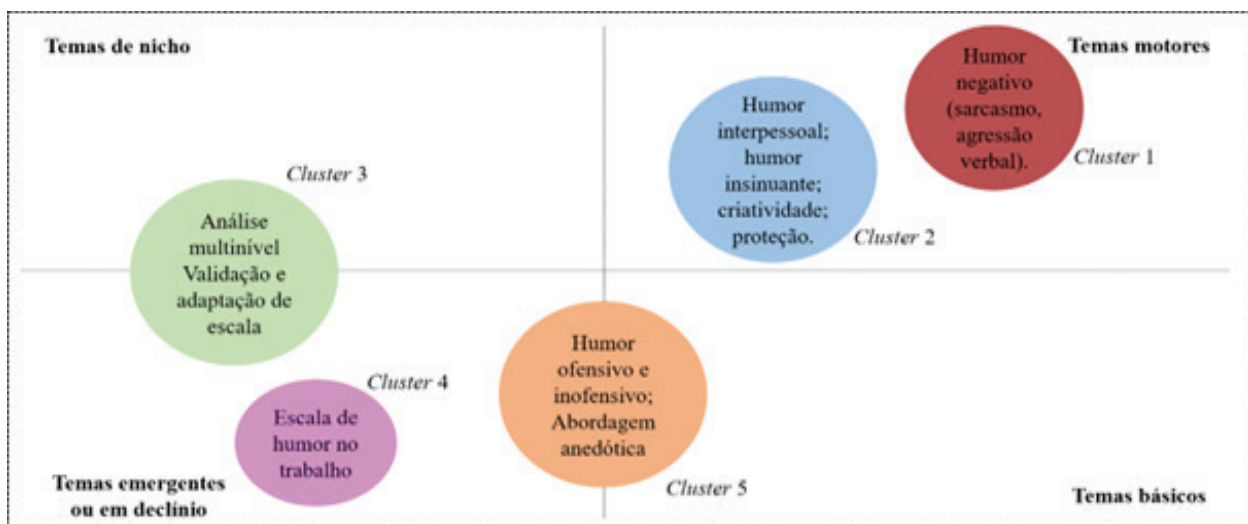 Temas de nicho
Temas motores
Humor
negativo
(sarcasmo,
agressão
verbal).
Cluster 1
Humor
interpessoal;
humor
insinuante;
criatividade;
proteção.
Cluster 2
Cluster 3
Análise
multinível
Validação e
adaptação de
escala
Cluster 4
Escala de
humor no
trabalho
Humor
ofensivo e
inofensivo;
Abordagem
anedótica
Cluster 5
Temas emergentes
ou em declínio
Temas básicos